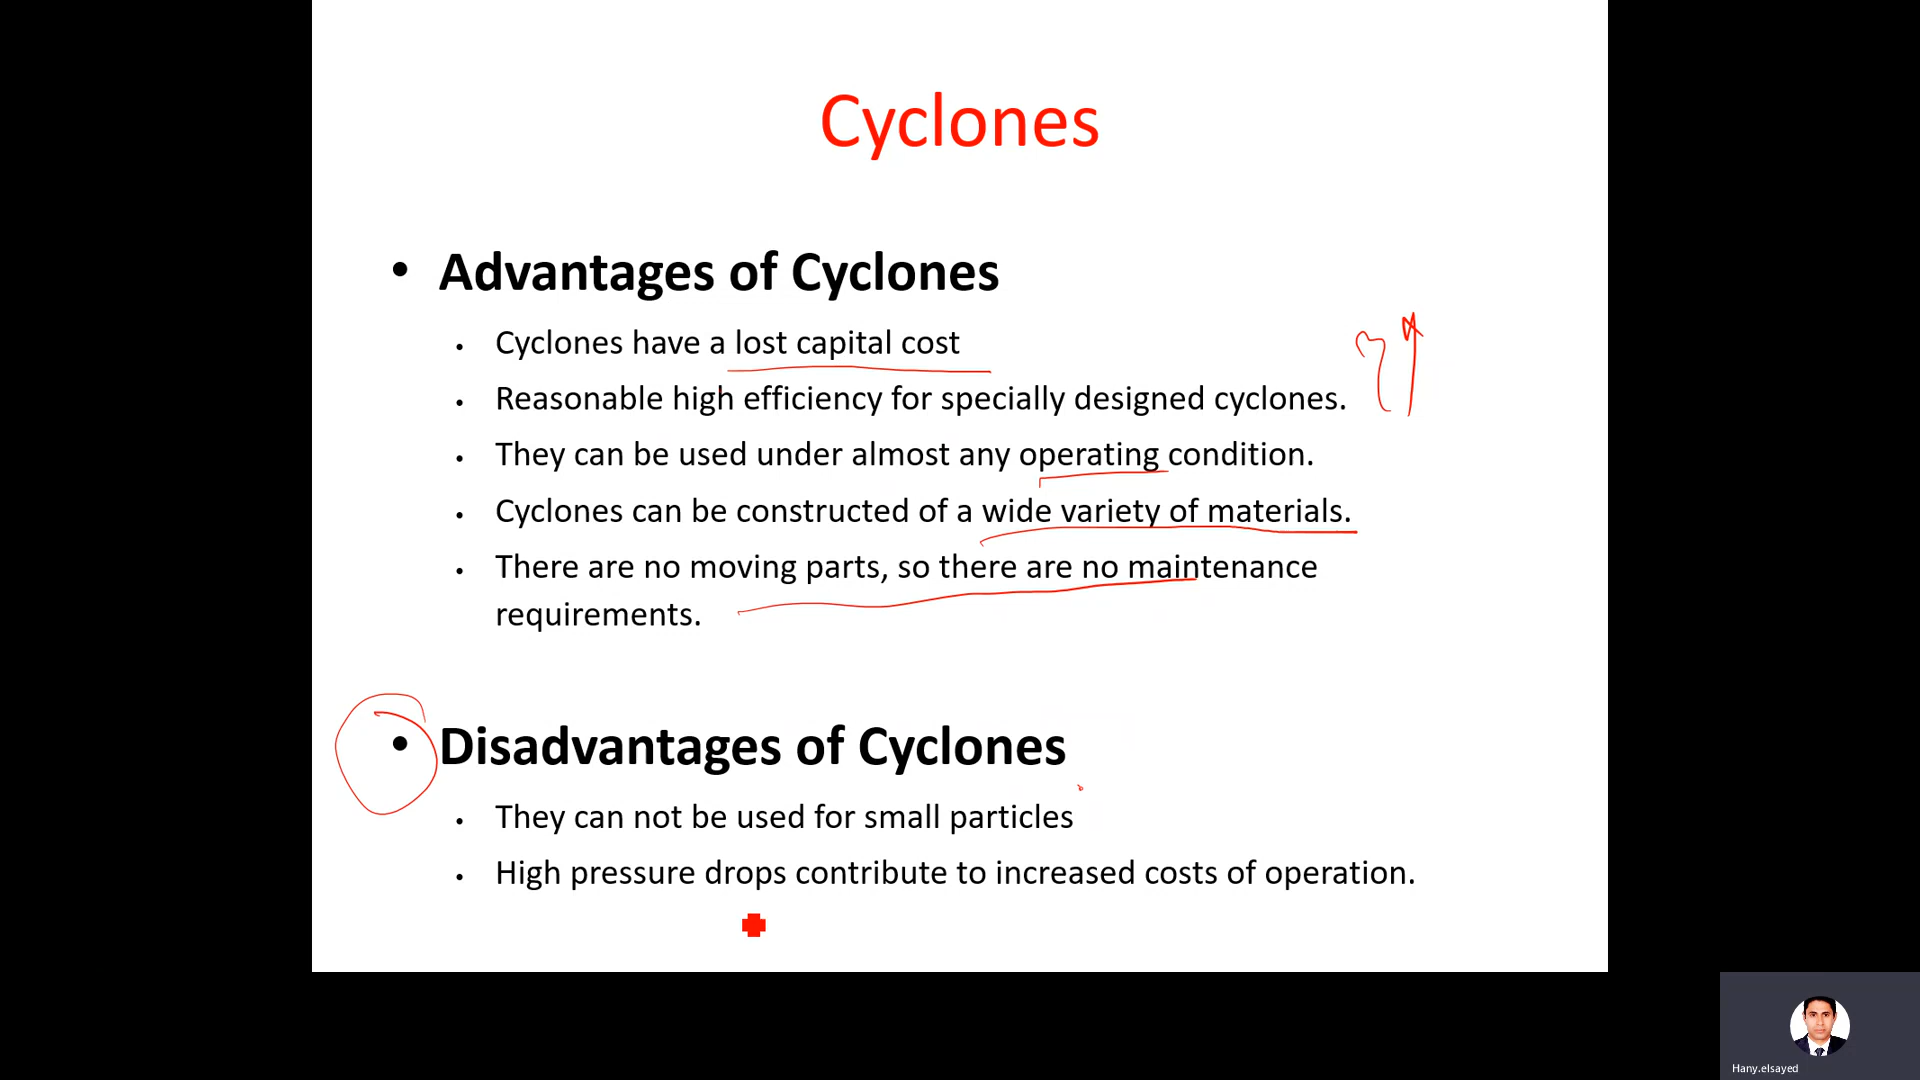 Cyclones
• Advantages of Cyclones
• Cyclones have a lost capital cost
• Reasonable high efficiency for specially designed cyclones.
• They can be used under almost any operating condition.
• Cyclones can be constructed of a wide variety of materials.
• There are no moving parts, so there are no maintenance
requirements.
• Disadvantages of Cyclones
• They can not be used for small particles
• High pressure drops contribute to increased costs of operation.
Hany.elsayed